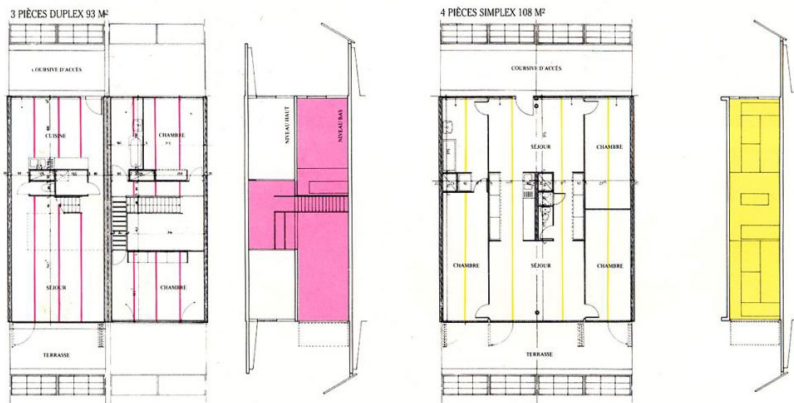 3 PIÈCES DUPLEX 93 M²
COURSIVE D'ACCÈS
CUISINE
CHAMBRE
SÉJOUR
CHAMBRE
TERRASSE
NIVEAU HAUT
NIVEAU BAS
4 PIÈCES SIMPLEX 108 M²
COURSIVE D'ACCÈS
SÉJOUR
CHAMBRE
CHAMBRE
SÉJOUR
CHAMBRE
TERRASSE